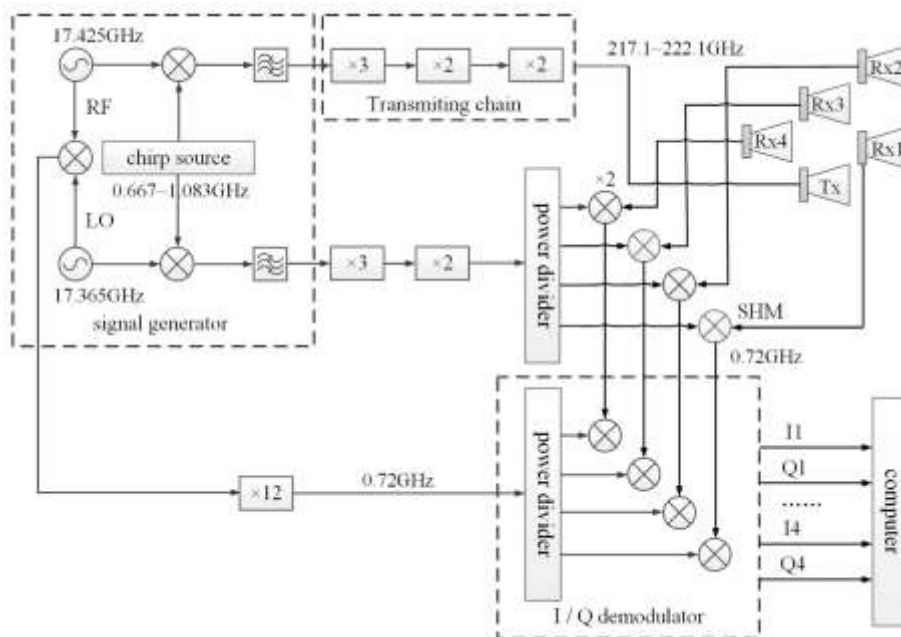 17.425GHz
RF
chirp source
0.667–1.083GHz
LO
17.365GHz
signal generator
×3
×2
×2
Transmiting chain
217.1–222.1GHz
Rx2
Rx3
Rx1
Rx4
Tx
×2
×3
×2
power divider
SHM
0.72GHz
×12
0.72GHz
power divider
I / Q demodulator
I1
Q1
......
I4
Q4
computer